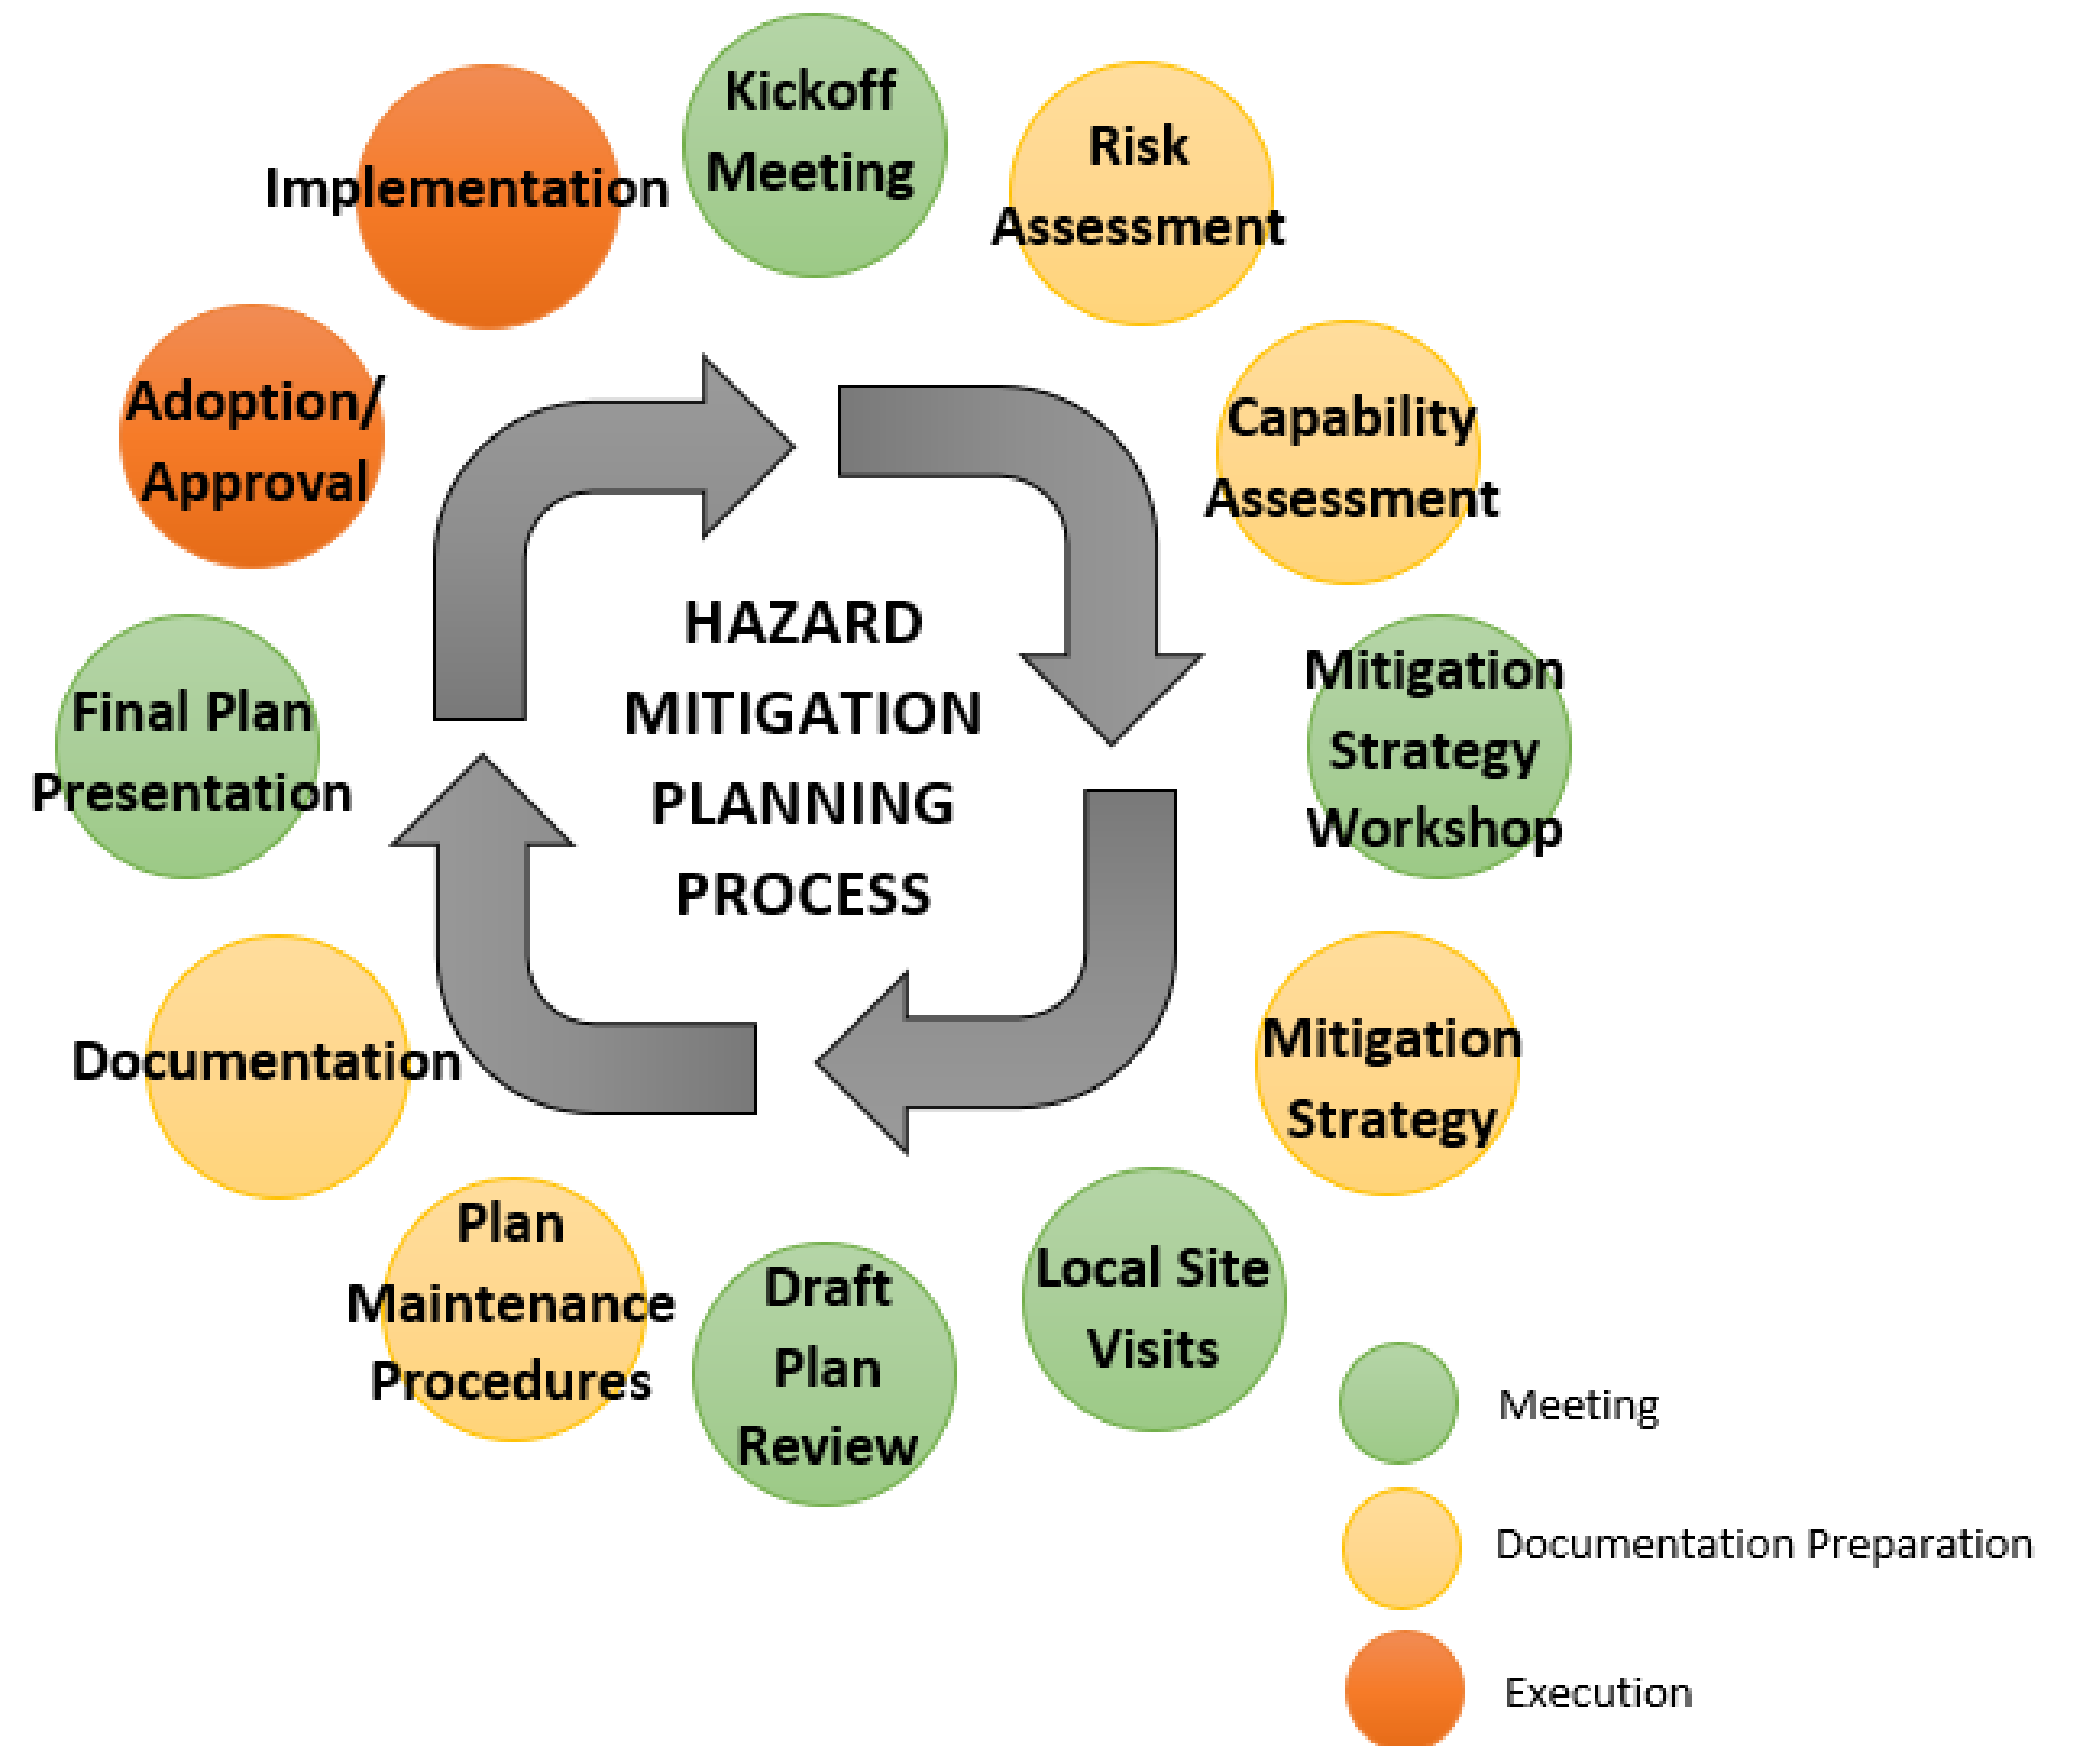 Kickoff
Meeting
Risk
Assessment
Capability
Assessment
Mitigation
Strategy
Workshop
Mitigation
Strategy
Local Site
Visits
Draft
Plan
Review
Plan
Maintenance
Procedures
Documentation
Final Plan
Presentation
Adoption/
Approval
Implementation
HAZARD
MITIGATION
PLANNING
PROCESS
Meeting
Documentation Preparation
Execution